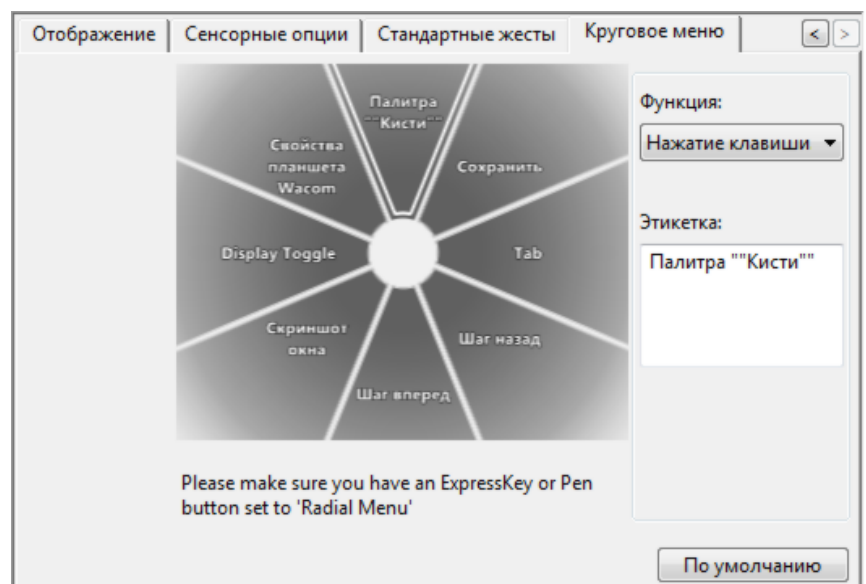 Отображение
Сенсорные опции
Стандартные жесты
Круговое меню
<
>
Палитра
""Кисти""
Свойства
планшета
Wacom
Сохранить
Display Toggle
Tab
Скриншот
окна
Шаг назад
Шаг вперед
Функция:
Нажатие клавиши
Этикетка:
Палитра ""Кисти""
Please make sure you have an ExpressKey or Pen
button set to 'Radial Menu'
По умолчанию